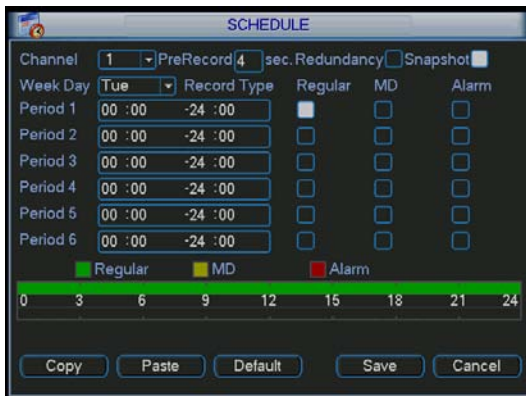 SCHEDULE
Channel 1 PreRecord 4 sec. Redundancy Snapshot
Week Day Tue Record Type Regular MD Alarm
Period 1 00 :00 -24 :00
Period 2 00 :00 -24 :00
Period 3 00 :00 -24 :00
Period 4 00 :00 -24 :00
Period 5 00 :00 -24 :00
Period 6 00 :00 -24 :00
Regular MD Alarm
0 3 6 9 12 15 18 21 24
Copy Paste Default Save Cancel